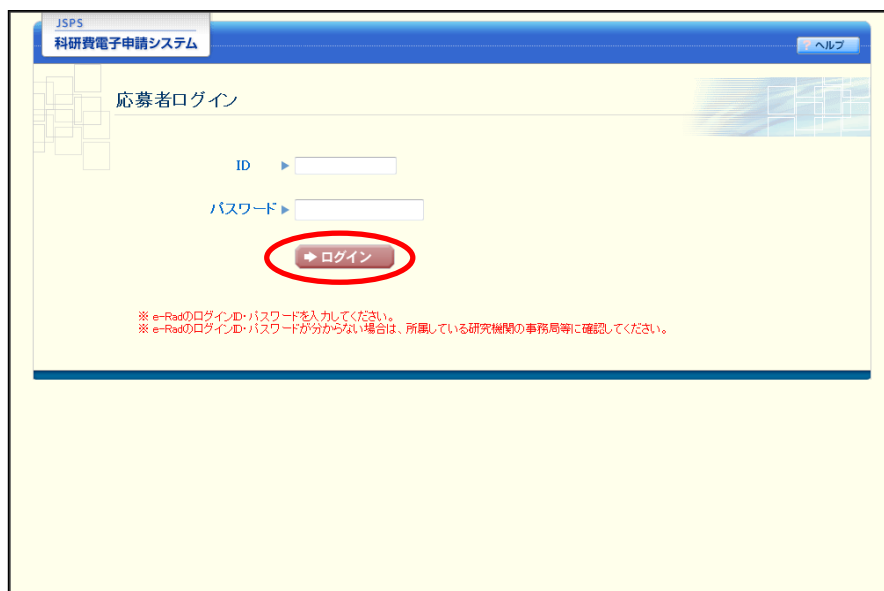 JSPS
科研費電子申請システム
? ヘルプ
応募者ログイン
ID
パスワード
ログイン
※ e-RadのログインID・パスワードを入力してください。
※ e-RadのログインID・パスワードが分からない場合は、所属している研究機関の事務局等に確認してください。